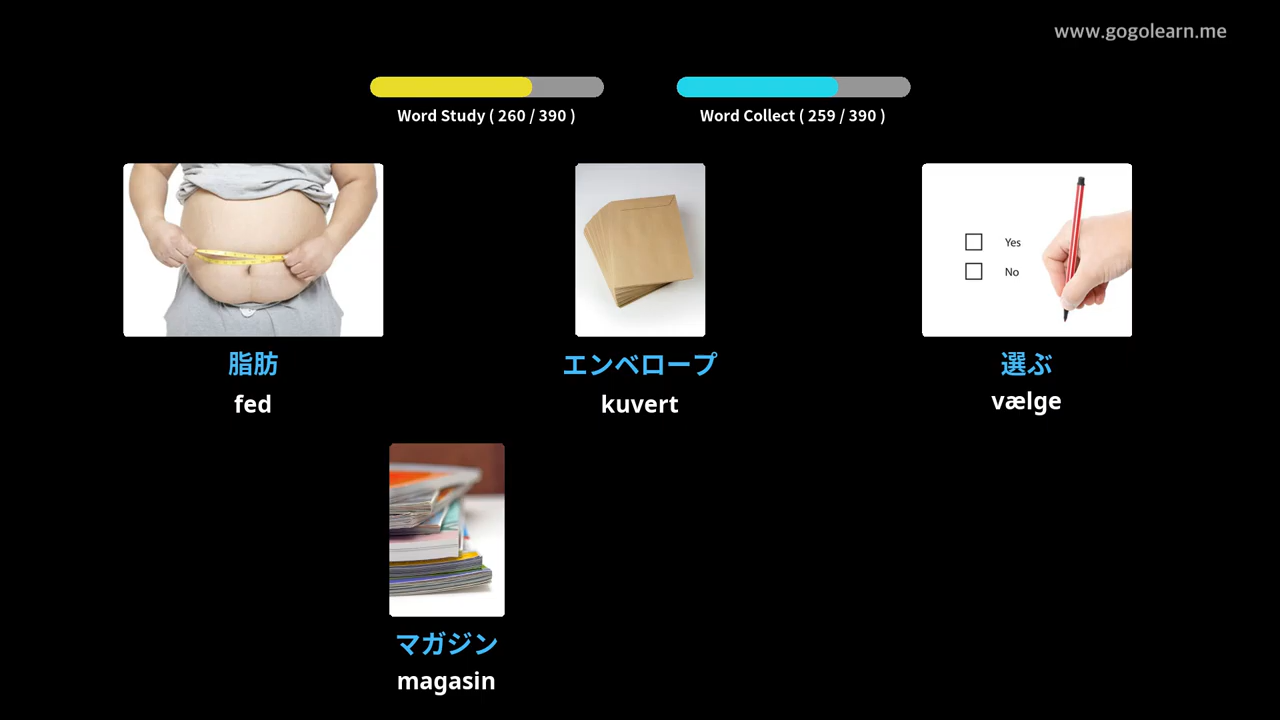 www.gogolearn.me
Word Study ( 260 / 390 )
Word Collect ( 259 / 390 )
Yes
No
脂肪
エンベロープ
選ぶ
fed
kuvert
vælge
マガジン
magasin